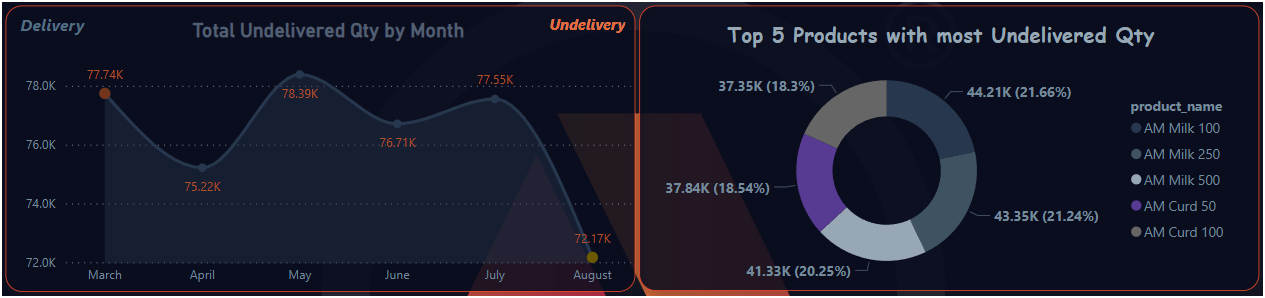 Delivery
Total Undelivered Qty by Month
Undelivery
78.0K
76.0K
74.0K
72.0K
77.74K
75.22K
78.39K
76.71K
77.55K
72.17K
March
April
May
June
July
August
Top 5 Products with most Undelivered Qty
37.35K (18.3%)
44.21K (21.66%)
37.84K (18.54%)
43.35K (21.24%)
41.33K (20.25%)
product_name
AM Milk 100
AM Milk 250
AM Milk 500
AM Curd 50
AM Curd 100